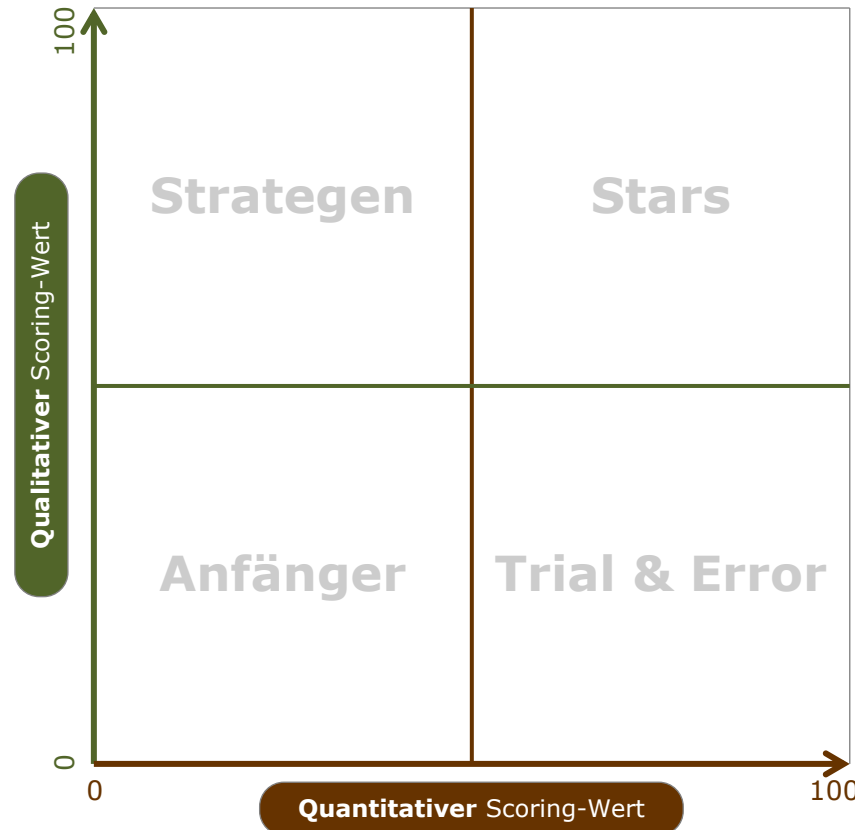 100
Strategen
Stars
Qualitativer Scoring-Wert
Anfänger
Trial & Error
0
0
100
Quantitativer Scoring-Wert